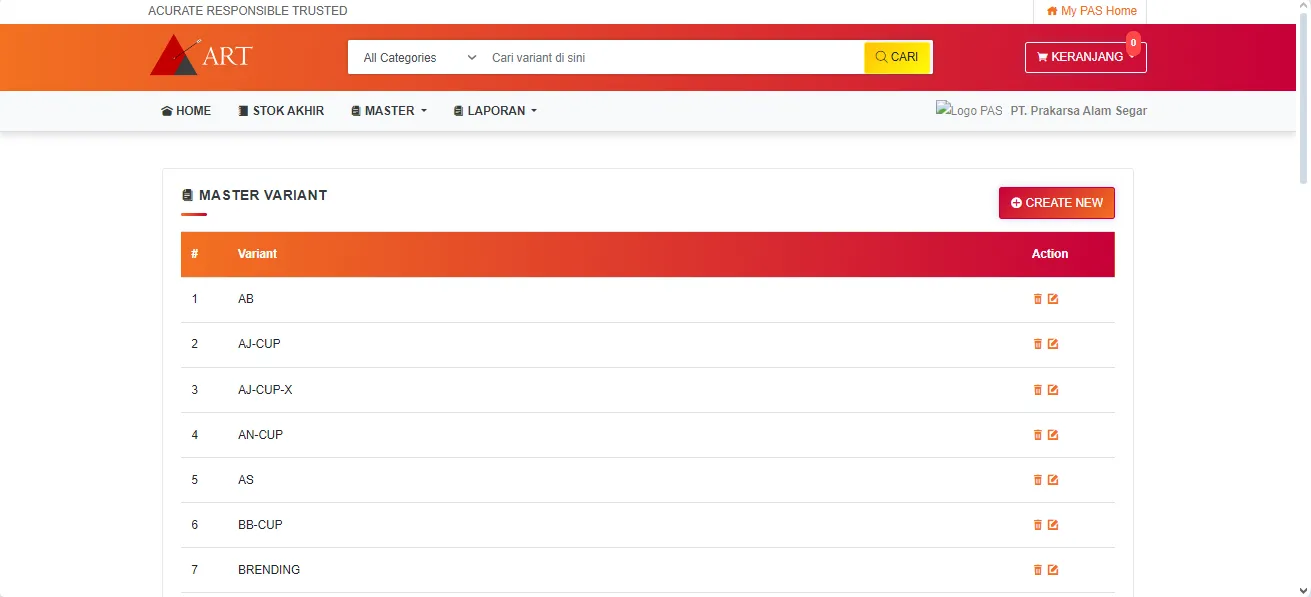 ACURATE RESPONSIBLE TRUSTED
My PAS Home
ART
All Categories
Cari variant di sini
CARI
KERANJANG
0
HOME
STOK AKHIR
MASTER
LAPORAN
Logo PAS
PT. Prakarsa Alam Segar
MASTER VARIANT
CREATE NEW
# Variant Action
1 AB
2 AJ-CUP
3 AJ-CUP-X
4 AN-CUP
5 AS
6 BB-CUP
7 BRENDING